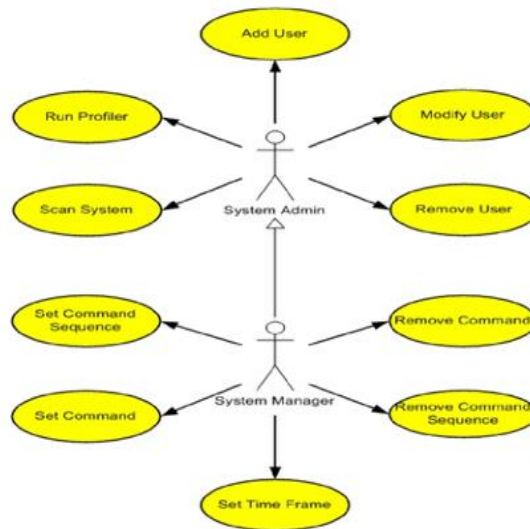 Add User
Run Profiler
Modify User
Scan System
System Admin
Remove User
Set Command
Sequence
Remove Command
Set Command
System Manager
Remove Command
Sequence
Set Time Frame